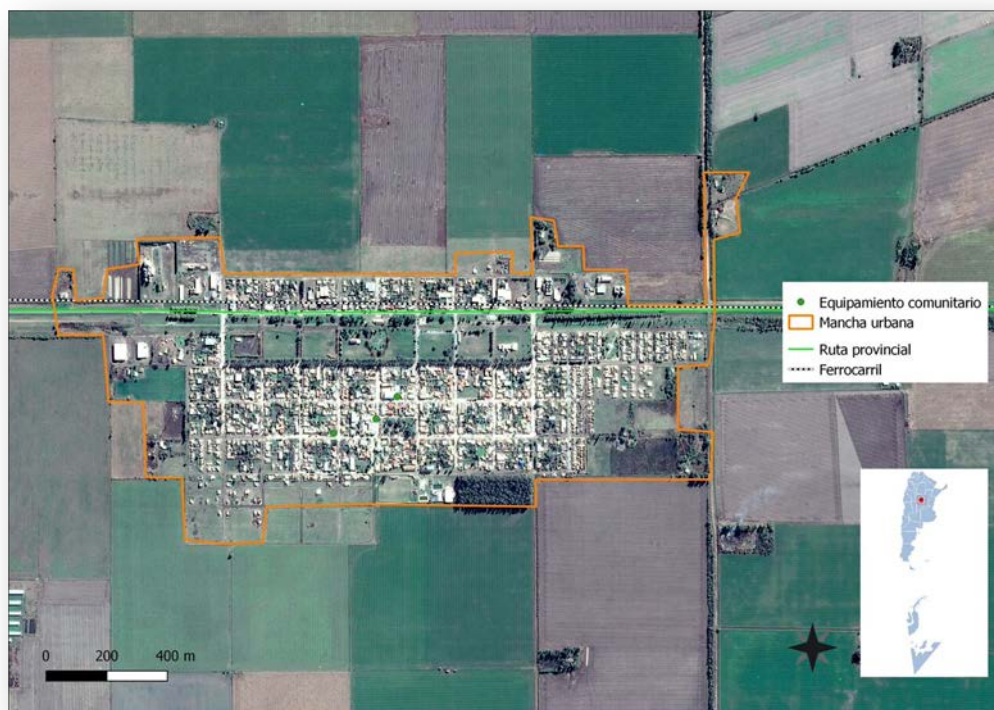 Equipamiento comunitario
Mancha urbana
Ruta provincial
Ferrocarril
0 200 400 m